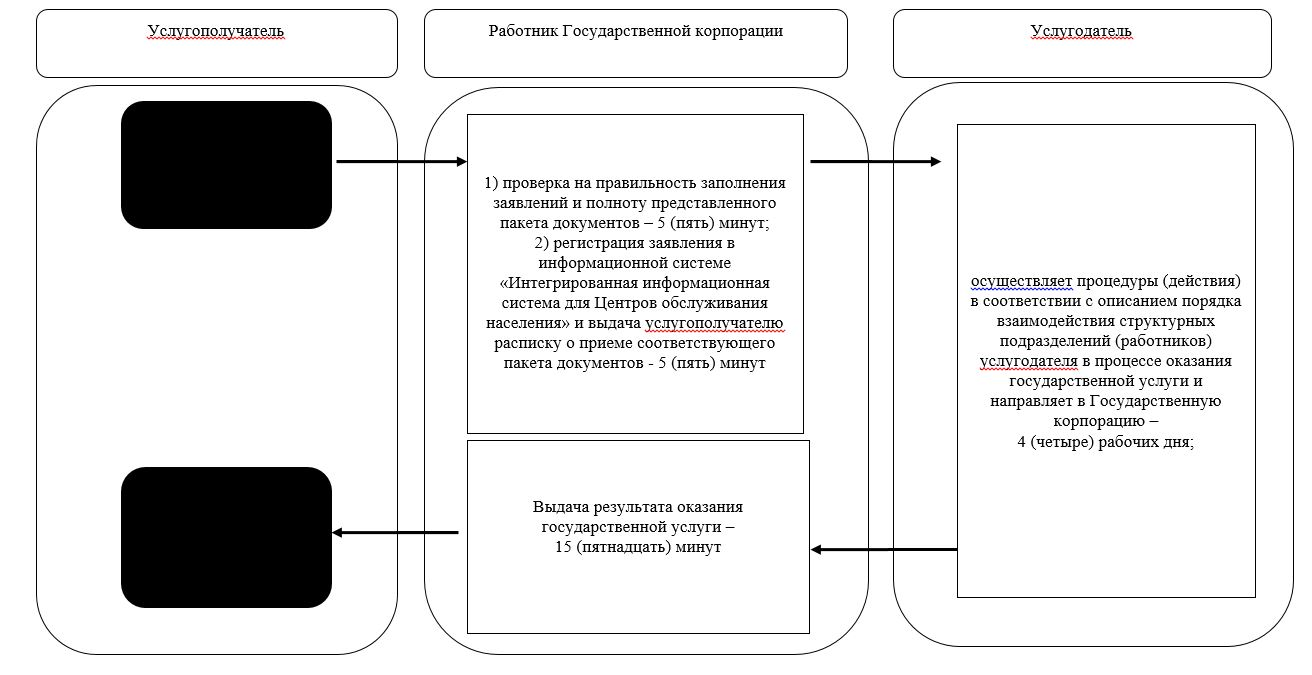 Услугополучатель
Работник Государственной корпорации
Услугодатель
1) проверка на правильность заполнения
заявлений и полноту представленного
пакета документов – 5 (пять) минут;
2) регистрация заявления в
информационной системе
«Интегрированная информационная
система для Центров обслуживания
населения» и выдача услугополучателю
расписку о приеме соответствующего
пакета документов - 5 (пять) минут
осуществляет процедуры (действия)
в соответствии с описанием порядка
взаимодействия структурных
подразделений (работников)
услугодателя в процессе оказания
государственной услуги и
направляет в Государственную
корпорацию –
4 (четыре) рабочих дня;
Выдача результата оказания
государственной услуги –
15 (пятнадцать) минут